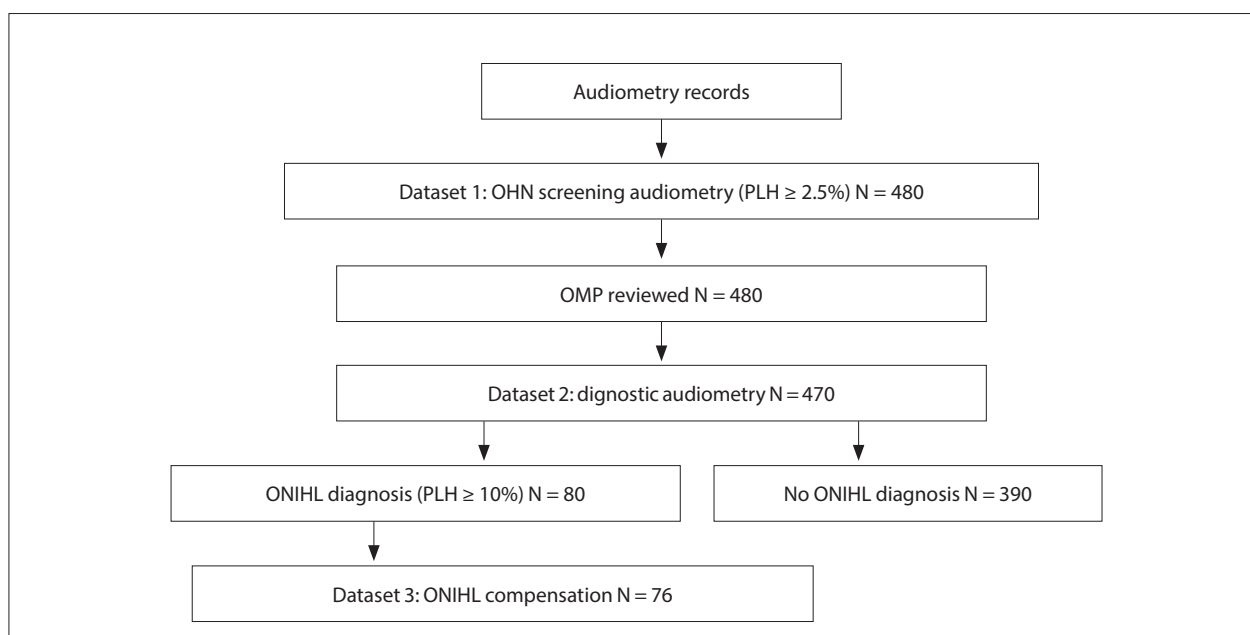 Audiometry records
Dataset 1: OHN screening audiometry (PLH ≥ 2.5%) N = 480
OMP reviewed N = 480
Dataset 2: dignostic audiometry N = 470
ONIHL diagnosis (PLH ≥ 10%) N = 80
No ONIHL diagnosis N = 390
Dataset 3: ONIHL compensation N = 76